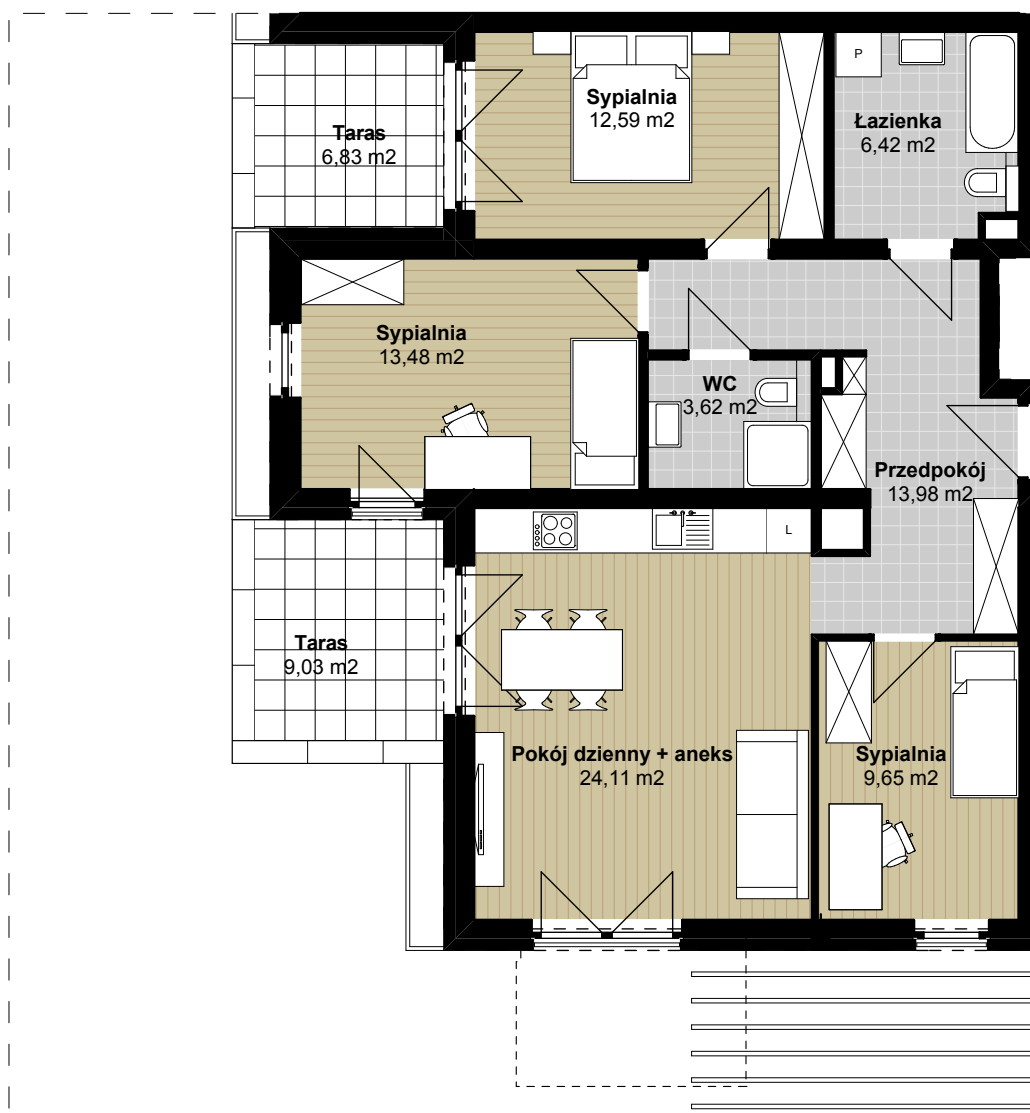 Sypialnia
12,59 m2
P
Łazienka
6,42 m2
Taras
6,83 m2
Sypialnia
13,48 m2
WC
3,62 m2
Przedpokój
13,98 m2
L
Taras
9,03 m2
Pokój dzienny + aneks
24,11 m2
Sypialnia
9,65 m2